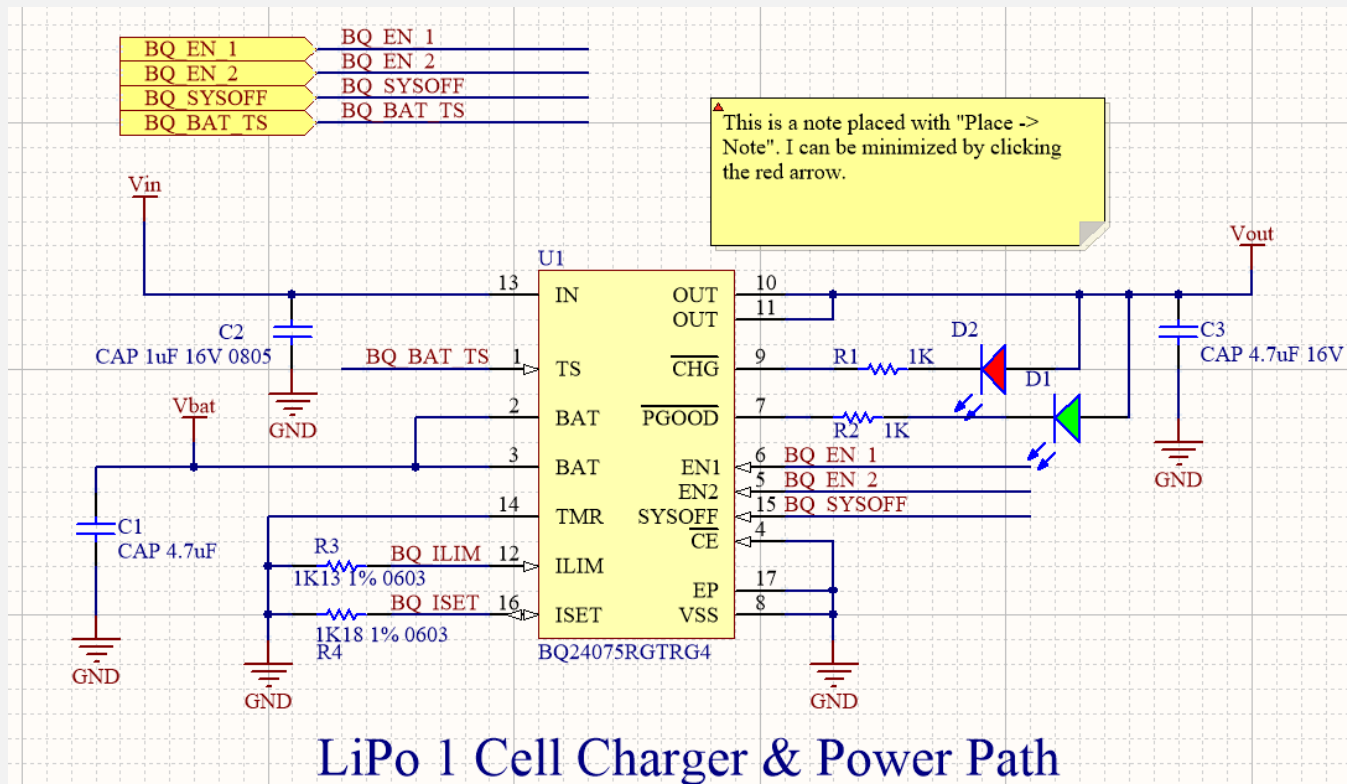 BQ_EN_1 BQ_EN_1
BQ_EN_2 BQ_EN_2
BQ_SYSOFF BQ_SYSOFF
BQ_BAT_TS BQ_BAT_TS
This is a note placed with "Place ->
Note". I can be minimized by clicking
the red arrow.
Vin
Vout
U1
13 IN OUT 10
OUT 11
C2
CAP 1uF 16V 0805
GND
BQ_BAT_TS 1 TS CHG 9 R1 1K D2
C3
CAP 4.7uF 16V
GND
Vbat
2 BAT PGOOD 7 R2 1K D1
3 BAT EN1 6 BQ_EN_1
EN2 5 BQ_EN_2
14 TMR SYSOFF 15 BQ_SYSOFF
CE 4
C1
CAP 4.7uF
GND
R3 BQ_ILIM 12 ILIM
1K13 1% 0603
EP 17
BQ_ISET 16 ISET VSS 8
1K18 1% 0603
R4
BQ24075RGTRG4
GND
GND
LiPo 1 Cell Charger & Power Path